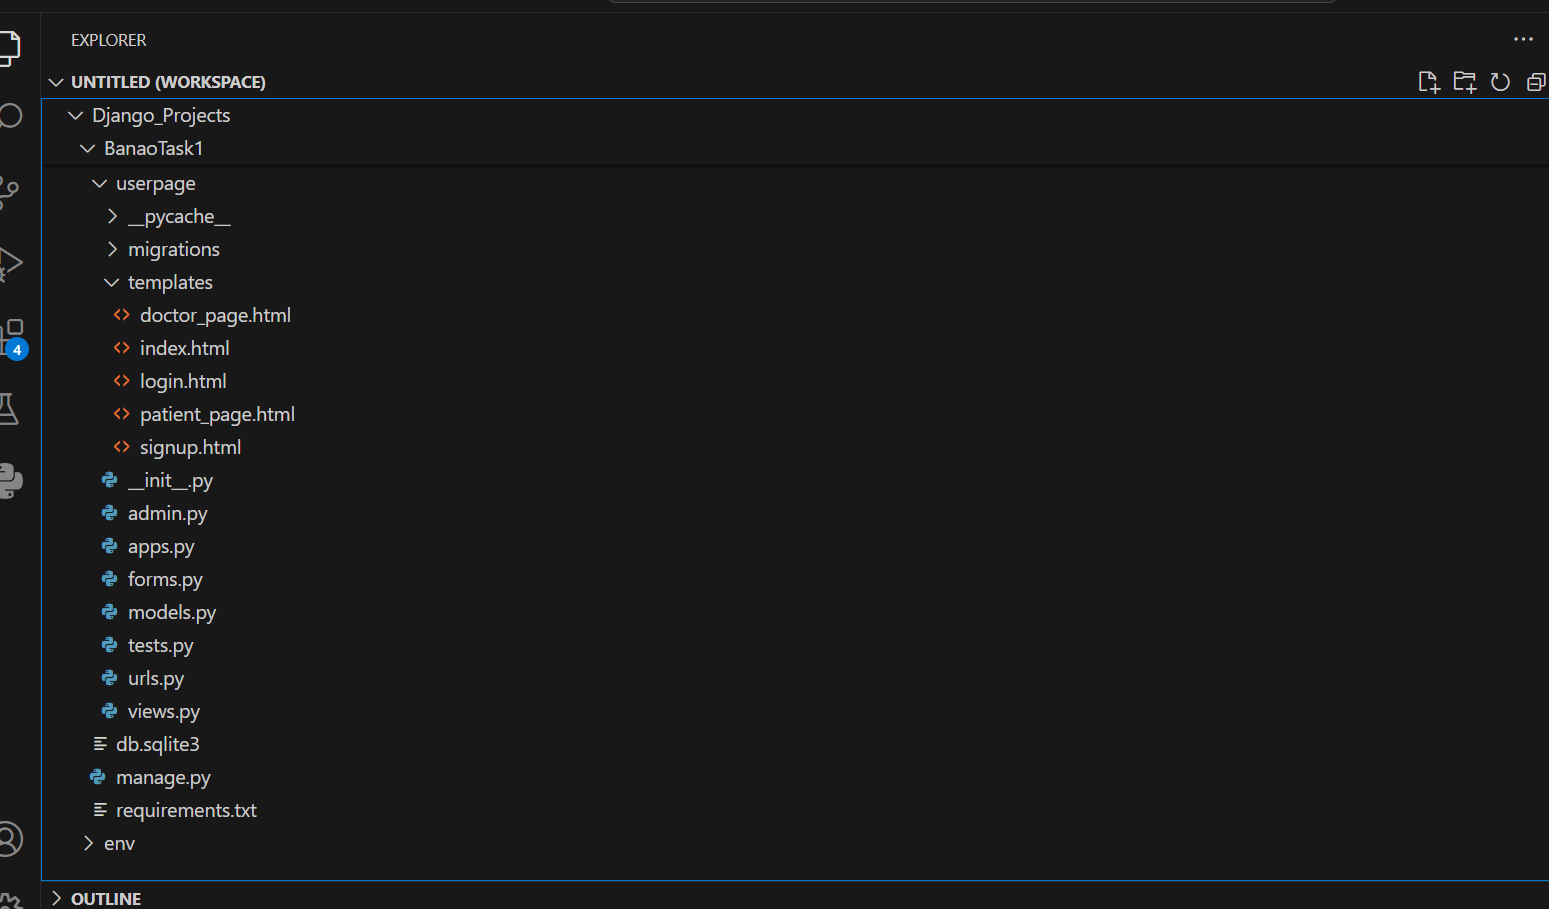 EXPLORER
UNTITLED (WORKSPACE)
Django_Projects
BanaoTask1
userpage
__pycache__
migrations
templates
doctor_page.html
index.html
login.html
patient_page.html
signup.html
__init__.py
admin.py
apps.py
forms.py
models.py
tests.py
urls.py
views.py
db.sqlite3
manage.py
requirements.txt
env
OUTLINE
4